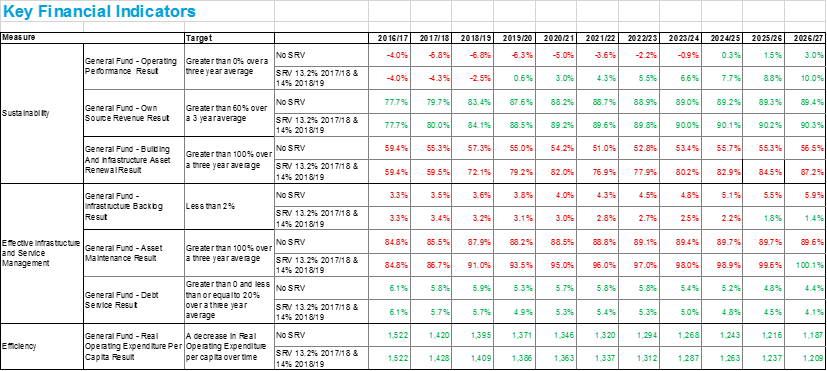 Key Financial Indicators
Measure Target 2016/17 2017/18 2018/19 2019/20 2020/21 2021/22 2022/23 2023/24 2024/25 2025/26 2026/27
Sustainability
General Fund - Operating
Performance Result
Greater than 0% over a
three year average
No SRV -4.0% -6.8% -6.8% -6.3% -5.0% -3.6% -2.2% -0.9% 0.3% 1.5% 3.0%
SRV 13.2% 2017/18 &
14% 2018/19
-4.0% -4.3% -2.5% 0.6% 3.0% 4.3% 5.5% 6.6% 7.7% 8.8% 10.0%
General Fund - Own
Source Revenue Result
Greater than 60% over
a 3 year average
No SRV 77.7% 79.7% 83.4% 87.6% 88.2% 88.7% 88.9% 89.0% 89.2% 89.3% 89.4%
SRV 13.2% 2017/18 &
14% 2018/19
77.7% 80.0% 84.1% 88.5% 89.2% 89.6% 89.8% 90.0% 90.1% 90.2% 90.3%
General Fund - Building
And Infrastructure Asset
Renewal Result
Greater than 100% over
a three year average
No SRV 59.4% 55.3% 57.3% 55.0% 54.2% 51.0% 52.8% 53.4% 55.7% 55.3% 56.5%
SRV 13.2% 2017/18 &
14% 2018/19
59.4% 59.5% 72.1% 79.2% 82.0% 76.9% 77.9% 80.2% 82.9% 84.5% 87.2%
Effective Infrastructure
and Service
Management
General Fund -
Infrastructure Backlog
Result
Less than 2%
No SRV 3.3% 3.5% 3.6% 3.8% 4.0% 4.3% 4.5% 4.8% 5.1% 5.5% 5.9%
SRV 13.2% 2017/18 &
14% 2018/19
3.3% 3.4% 3.2% 3.1% 3.0% 2.8% 2.7% 2.5% 2.2% 1.8% 1.4%
General Fund - Asset
Maintenance Result
Greater than 100% over
a three year average
No SRV 84.8% 85.5% 87.9% 88.2% 88.5% 88.8% 89.1% 89.4% 89.7% 89.7% 89.6%
SRV 13.2% 2017/18 &
14% 2018/19
84.8% 86.7% 91.0% 93.5% 95.0% 96.0% 97.0% 98.0% 98.9% 99.6% 100.1%
General Fund - Debt
Service Result
Greater than 0 and less
than or equal to 20%
over a three year
average
No SRV 6.1% 5.8% 5.9% 5.3% 5.7% 5.8% 5.8% 5.4% 5.2% 4.8% 4.4%
SRV 13.2% 2017/18 &
14% 2018/19
6.1% 5.7% 5.7% 4.9% 5.3% 5.4% 5.3% 5.0% 4.8% 4.5% 4.1%
Efficiency
General Fund - Real
Operating Expenditure Per
Capita Result
A decrease in Real
Operating Expenditure
per capita over time
No SRV 1,522 1,420 1,395 1,371 1,346 1,320 1,294 1,268 1,243 1,216 1,187
SRV 13.2% 2017/18 &
14% 2018/19
1,522 1,428 1,409 1,386 1,363 1,337 1,312 1,287 1,263 1,237 1,209